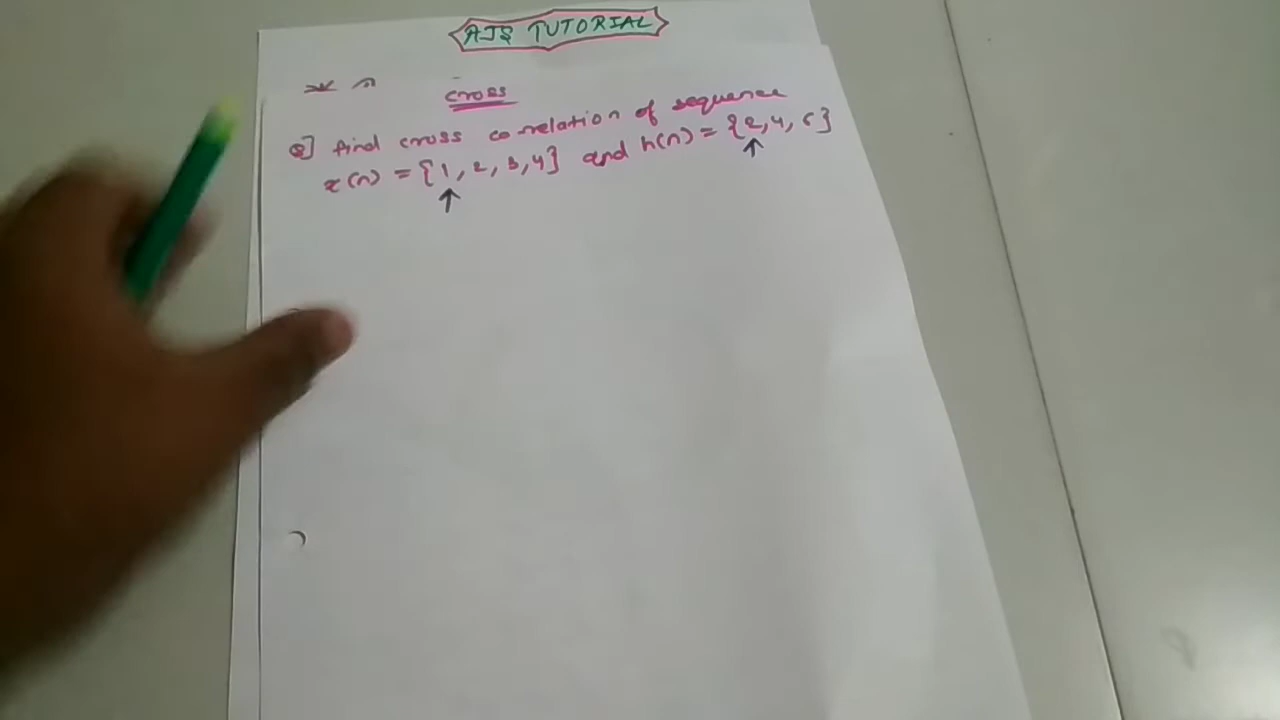 AJS TUTORIAL
Cross
Q] find cross correlation of sequence
x(n) = {1, 2, 3, 4} and h(n) = {2, 4, 6}
↑ ↑